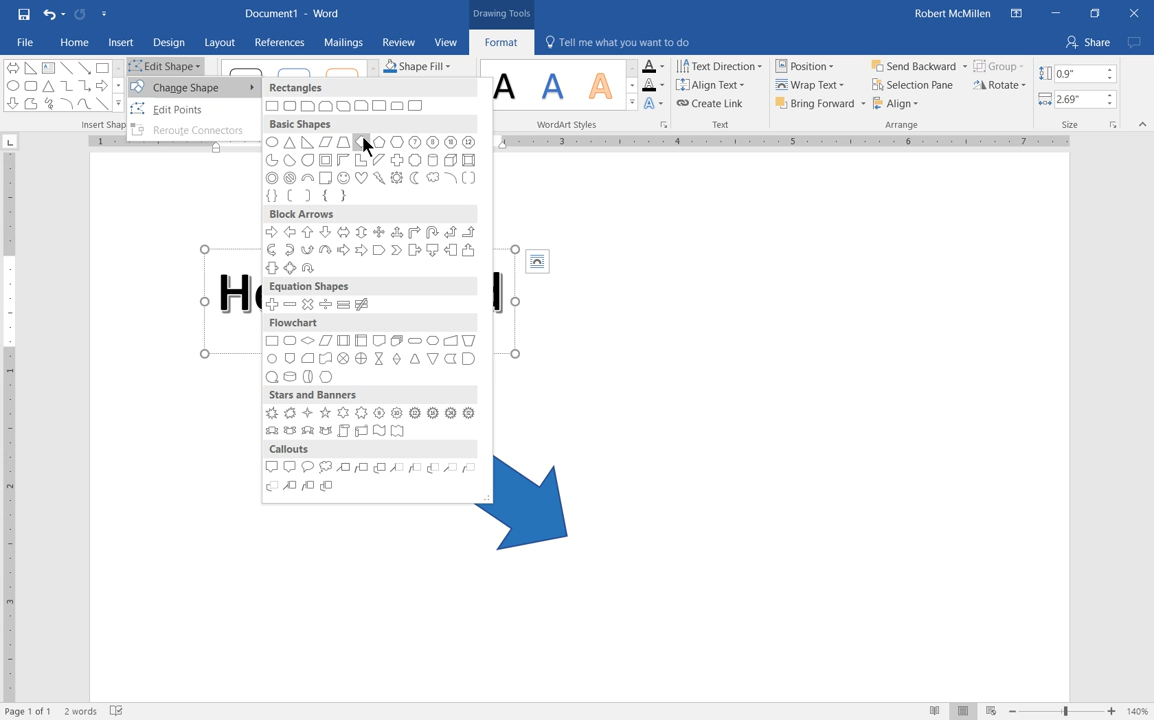 Document1 - Word
Drawing Tools
Robert McMillen
File Home Insert Design Layout References Mailings Review View Format Tell me what you want to do Share
Edit Shape Shape Fill Text Direction Position Send Backward Group 0.9"
Change Shape Align Text Wrap Text Selection Pane Rotate
Edit Points Create Link Bring Forward Align 2.69"
Reroute Connectors
Insert Shap WordArt Styles Text Arrange Size
Rectangles
Basic Shapes
Block Arrows
Equation Shapes
Flowchart
Stars and Banners
Callouts
Page 1 of 1 2 words 140%